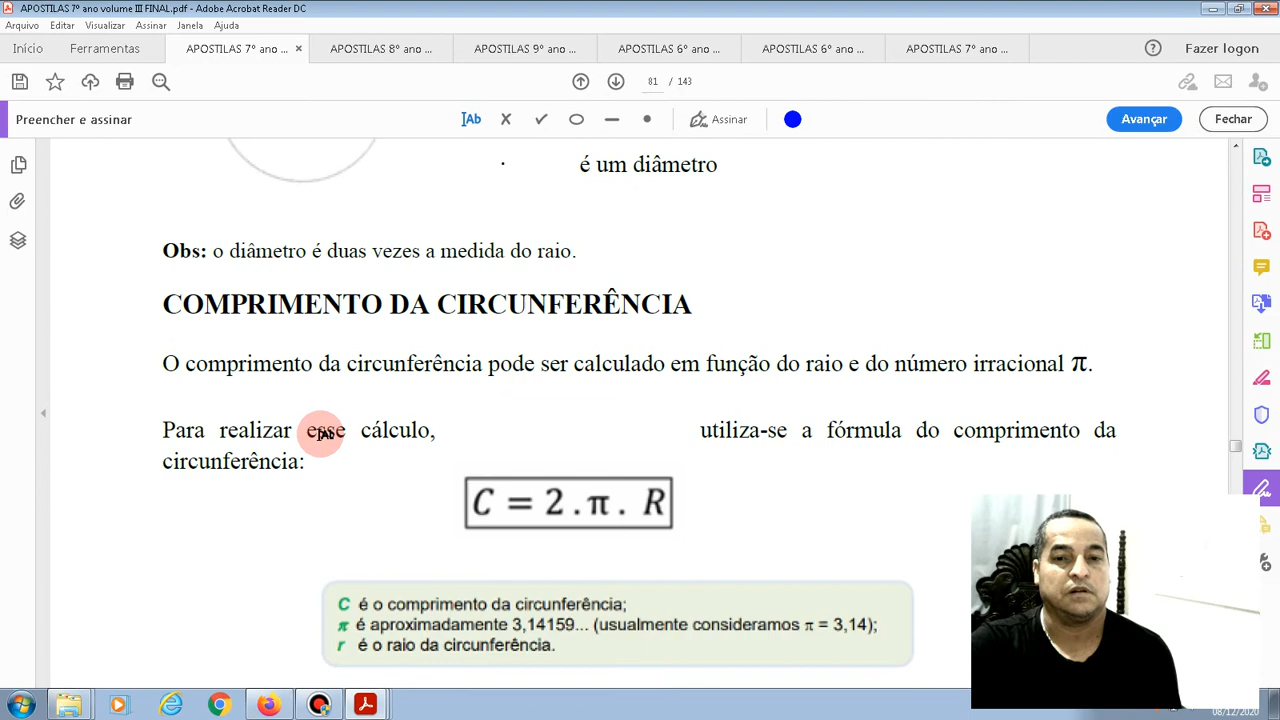 APOSTILAS 7º ano volume III FINAL.pdf - Adobe Acrobat Reader DC
Arquivo Editar Visualizar Assinar Janela Ajuda
Início Ferramentas APOSTILAS 7º ano ... × APOSTILAS 8º ano ... APOSTILAS 9º ano ... APOSTILAS 6º ano ... APOSTILAS 6º ano ... APOSTILAS 7º ano ... Fazer logon
81 / 143
Preencher e assinar Ab Assinar Avançar Fechar
é um diâmetro
Obs: o diâmetro é duas vezes a medida do raio.
COMPRIMENTO DA CIRCUNFERÊNCIA
O comprimento da circunferência pode ser calculado em função do raio e do número irracional π.
Para realizar esse cálculo, utiliza-se a fórmula do comprimento da
circunferência:
C = 2 . π . R
C é o comprimento da circunferência;
π é aproximadamente 3,14159... (usualmente consideramos π = 3,14);
r é o raio da circunferência.
08/12/2020